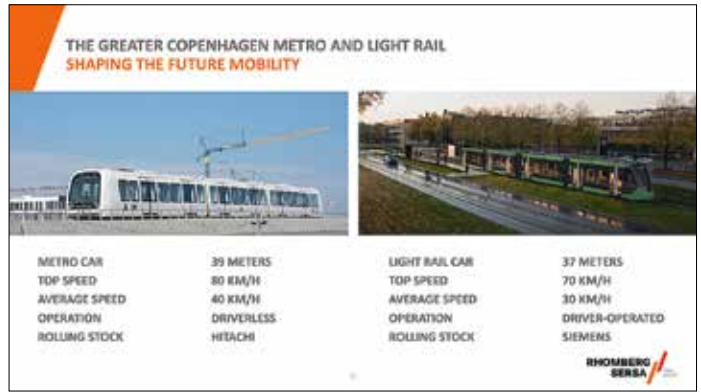 THE GREATER COPENHAGEN METRO AND LIGHT RAIL
SHAPING THE FUTURE MOBILITY
METRO CAR 39 METERS
TOP SPEED 80 KM/H
AVERAGE SPEED 40 KM/H
OPERATION DRIVERLESS
ROLLING STOCK HITACHI
LIGHT RAIL CAR 37 METERS
TOP SPEED 70 KM/H
AVERAGE SPEED 30 KM/H
OPERATION DRIVER-OPERATED
ROLLING STOCK SIEMENS
RHOMBERG
SERSA